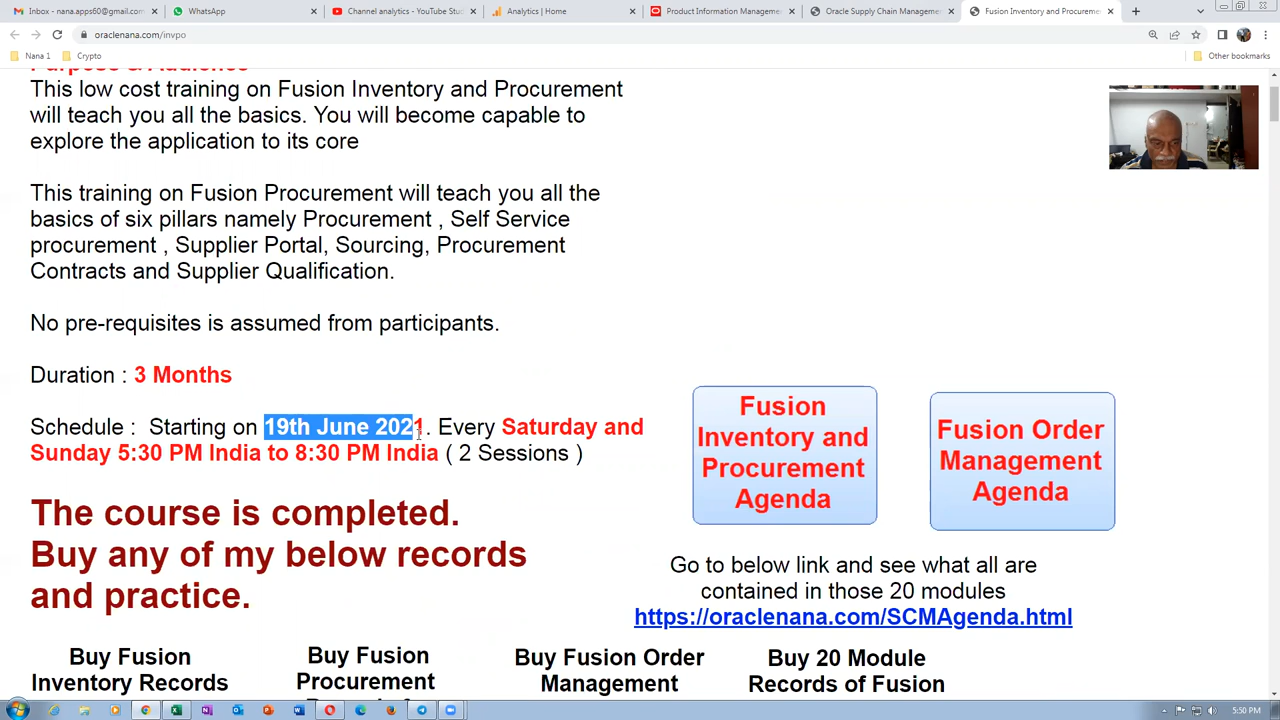 Inbox - nana.apps60@gmail.com
WhatsApp
Channel analytics - YouTube Stu
Analytics | Home
Product Information Manageme
Oracle Supply Chain Managemen
Fusion Inventory and Procureme
oraclenana.com/invpo
Nana 1
Crypto
Other bookmarks
Purpose & Audience
This low cost training on Fusion Inventory and Procurement
will teach you all the basics. You will become capable to
explore the application to its core
This training on Fusion Procurement will teach you all the
basics of six pillars namely Procurement , Self Service
procurement , Supplier Portal, Sourcing, Procurement
Contracts and Supplier Qualification.
No pre-requisites is assumed from participants.
Duration : 3 Months
Schedule : Starting on 19th June 2021. Every Saturday and
Sunday 5:30 PM India to 8:30 PM India ( 2 Sessions )
The course is completed.
Buy any of my below records
and practice.
Fusion
Inventory and
Procurement
Agenda
Fusion Order
Management
Agenda
Go to below link and see what all are
contained in those 20 modules
https://oraclenana.com/SCMAgenda.html
Buy Fusion
Inventory Records
Buy Fusion
Procurement
Buy Fusion Order
Management
Buy 20 Module
Records of Fusion
5:50 PM